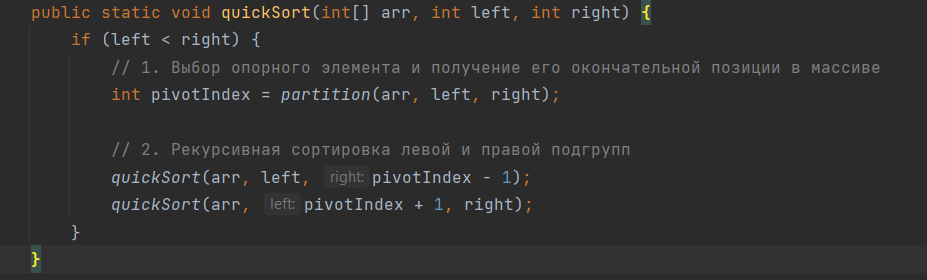 public static void quickSort(int[] arr, int left, int right) {
if (left < right) {
// 1. Выбор опорного элемента и получение его окончательной позиции в массиве
int pivotIndex = partition(arr, left, right);
// 2. Рекурсивная сортировка левой и правой подгрупп
quickSort(arr, left, right: pivotIndex - 1);
quickSort(arr, left: pivotIndex + 1, right);
}
}